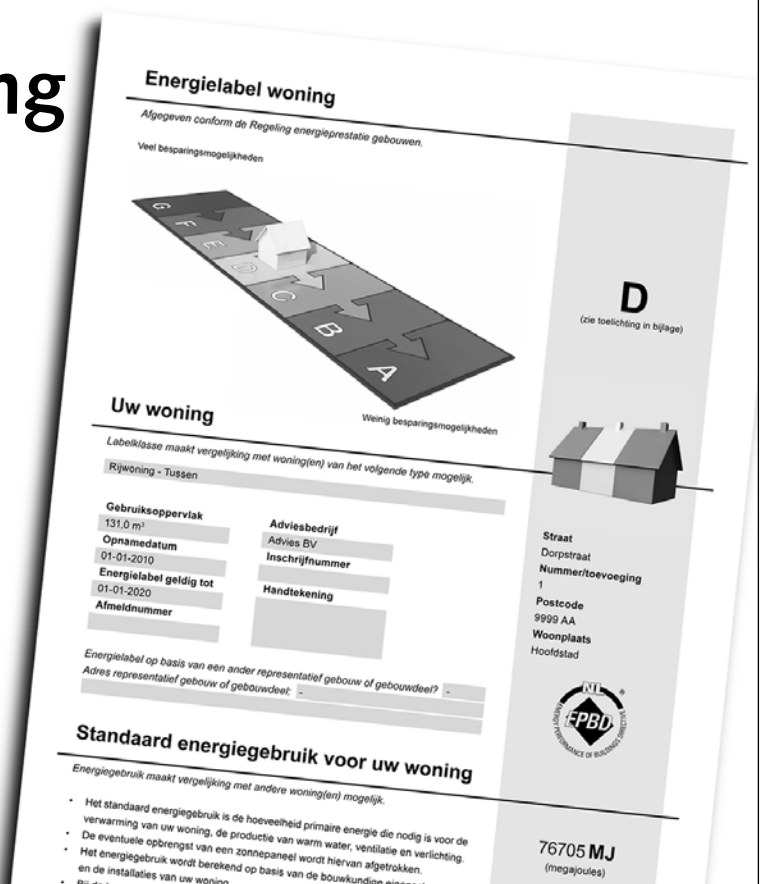 ng
Energielabel woning
Afgegeven conform de Regeling energieprestatie gebouwen.
Veel besparingsmogelijkheden
G
F
E
D
C
B
A
Weinig besparingsmogelijkheden
D
(zie toelichting in bijlage)
Uw woning
Labelklasse maakt vergelijking met woning(en) van het volgende type mogelijk.
Rijwoning - Tussen
Gebruiksoppervlak
131,0 m²
Opnamedatum
01-01-2010
Energielabel geldig tot
01-01-2020
Afmeldnummer
Adviesbedrijf
Advies BV
Inschrijfnummer
Handtekening
Straat
Dorpstraat
Nummer/toevoeging
1
Postcode
9999 AA
Woonplaats
Hoofdstad
Energielabel op basis van een ander representatief gebouw of gebouwdeel? -
Adres representatief gebouw of gebouwdeel: -
NL ®
EPBD
ENERGY PERFORMANCE OF BUILDINGS DIRECTIVE
Standaard energiegebruik voor uw woning
Energiegebruik maakt vergelijking met andere woning(en) mogelijk.
• Het standaard energiegebruik is de hoeveelheid primaire energie die nodig is voor de
verwarming van uw woning, de productie van warm water, ventilatie en verlichting.
• De eventuele opbrengst van een zonnepaneel wordt hiervan afgetrokken.
• Het energiegebruik wordt berekend op basis van de bouwkundige
en de installaties van uw woning
76705 MJ
(megajoules)